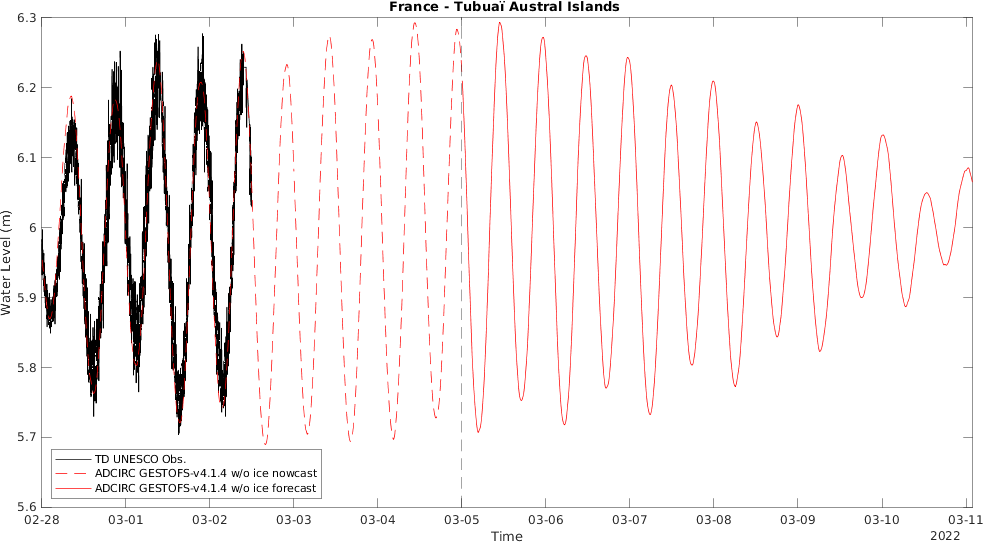 France - Tubuaï Austral Islands
6.3
6.2
6.1
6
5.9
5.8
5.7
5.6
Water Level (m)
TD UNESCO Obs.
ADCIRC GESTOFS-v4.1.4 w/o ice nowcast
ADCIRC GESTOFS-v4.1.4 w/o ice forecast
02-28 03-01 03-02 03-03 03-04 03-05 03-06 03-07 03-08 03-09 03-10 03-11
Time
2022